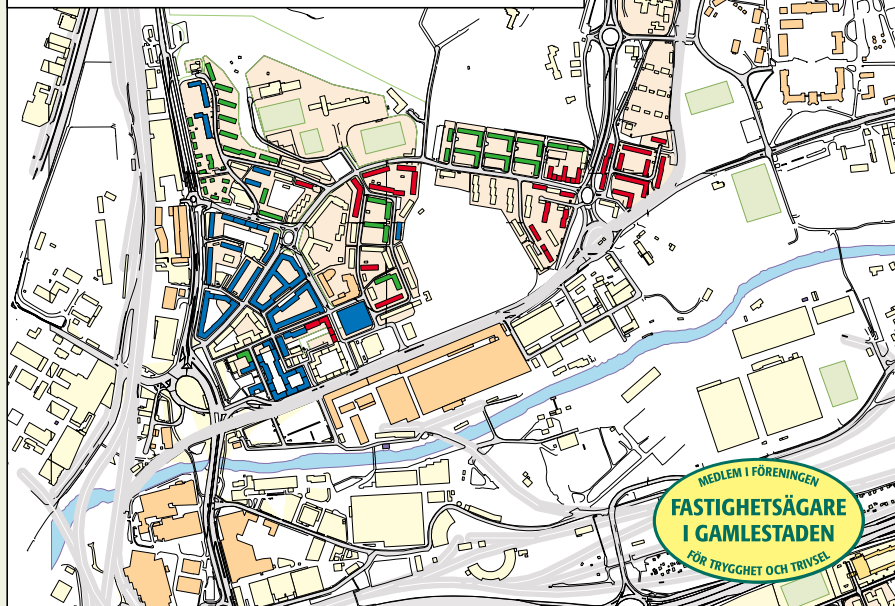 MEDLEM I FÖRENINGEN
FASTIGHETSÄGARE
I GAMLESTADEN
FÖR TRYGGHET OCH TRIVSEL